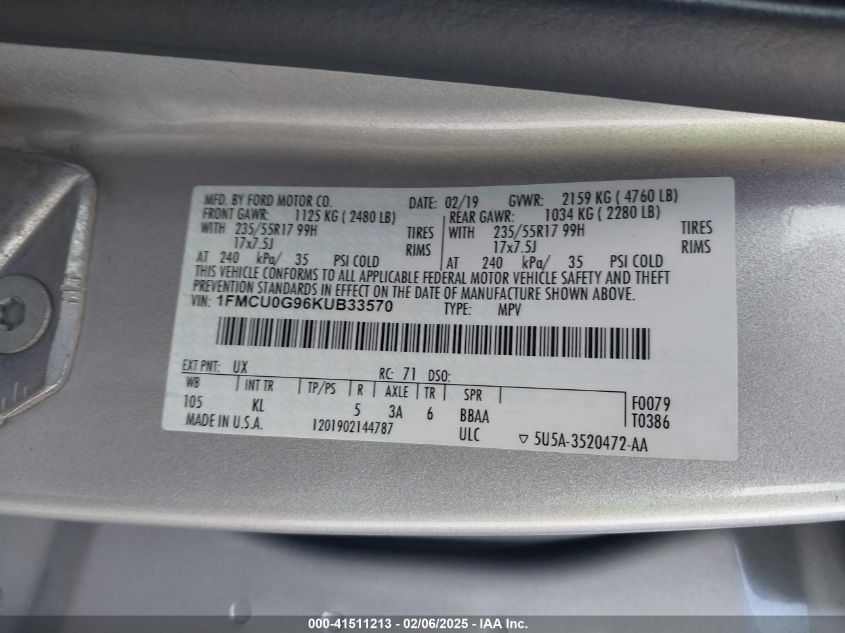 MFD. BY FORD MOTOR CO. DATE: 02/19 GVWR: 2159 KG ( 4760 LB)
FRONT GAWR: 1125 KG ( 2480 LB) REAR GAWR: 1034 KG ( 2280 LB)
WITH 235/55R17 99H TIRES WITH 235/55R17 99H TIRES
17x7.5J RIMS 17x7.5J RIMS
AT 240 kPa/ 35 PSI COLD AT 240 kPa/ 35 PSI COLD
THIS VEHICLE CONFORMS TO ALL APPLICABLE FEDERAL MOTOR VEHICLE SAFETY AND THEFT
PREVENTION STANDARDS IN EFFECT ON THE DATE OF MANUFACTURE SHOWN ABOVE.
VIN: 1FMCU0G96KUB33570 TYPE: MPV
EXT PNT: UX RC: 71 DSO:
WB INT TR TP/PS R AXLE TR SPR
105 KL 5 3A 6 BBAA F0079
MADE IN U.S.A. 1201902144787 ULC T0386
▽ 5U5A-3520472-AA
000-41511213 - 02/06/2025 - IAA Inc.